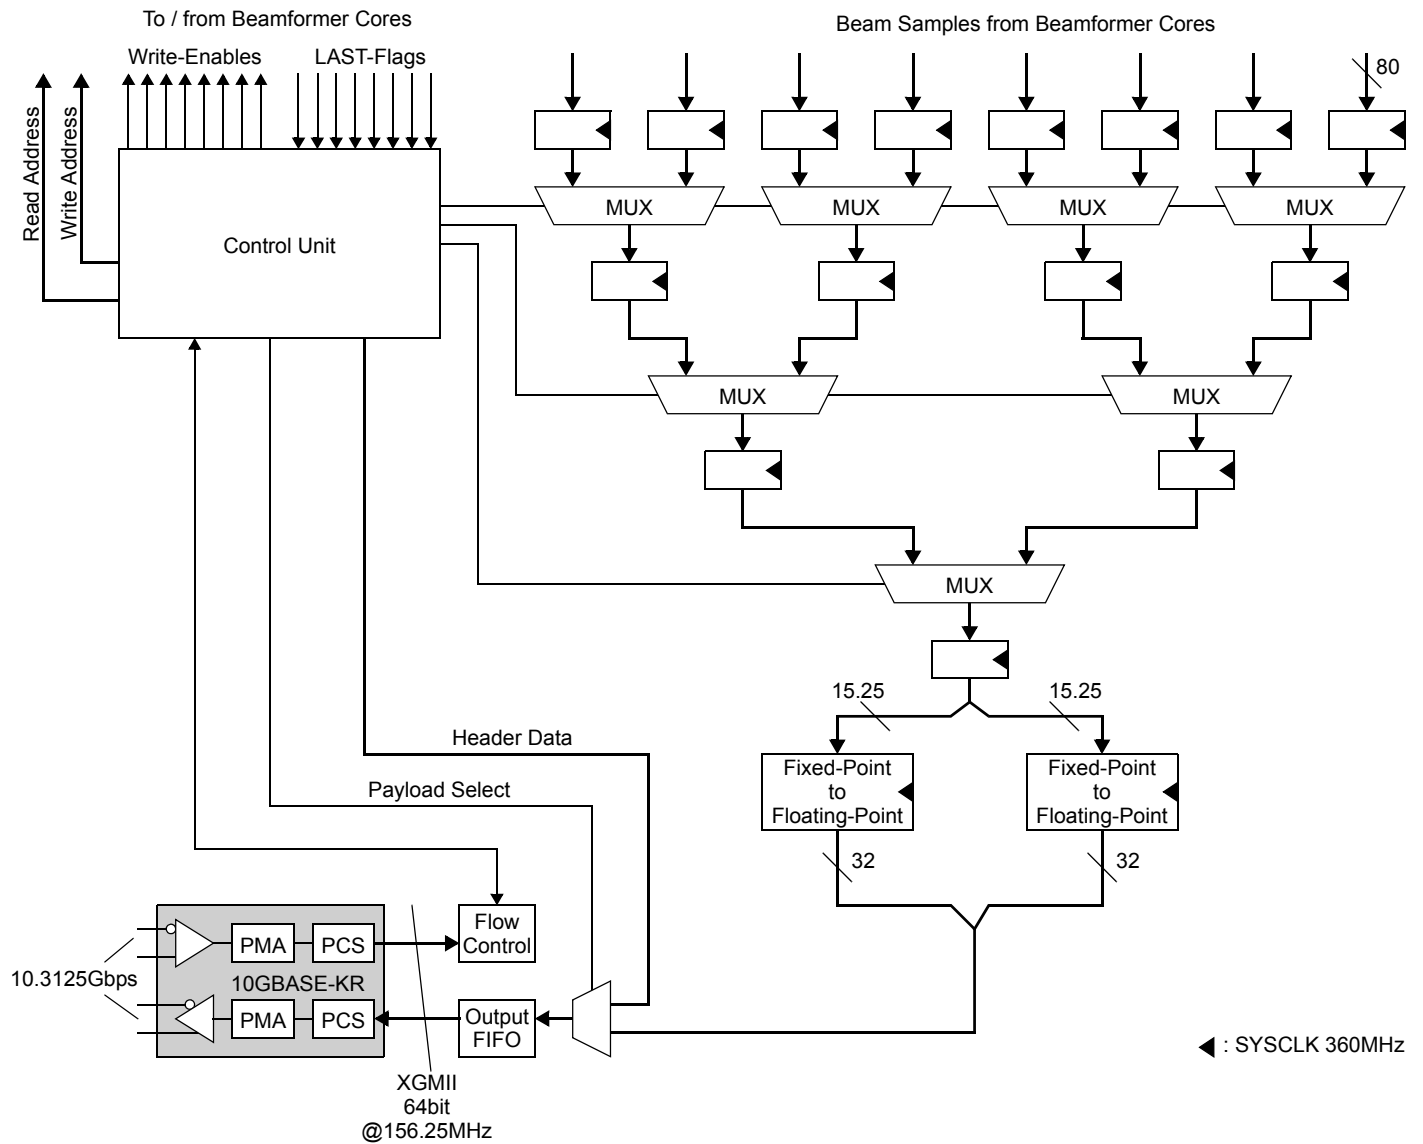 To / from Beamformer Cores
Beam Samples from Beamformer Cores
Write-Enables
LAST-Flags
80
Read Address
Write Address
MUX
MUX
MUX
MUX
Control Unit
MUX
MUX
MUX
15.25
15.25
Header Data
Fixed-Point
to
Floating-Point
Fixed-Point
to
Floating-Point
Payload Select
32
32
Flow
Control
PMA
PCS
10.3125Gbps
10GBASE-KR
PMA
PCS
Output
FIFO
: SYSCLK 360MHz
XGMII
64bit
@156.25MHz